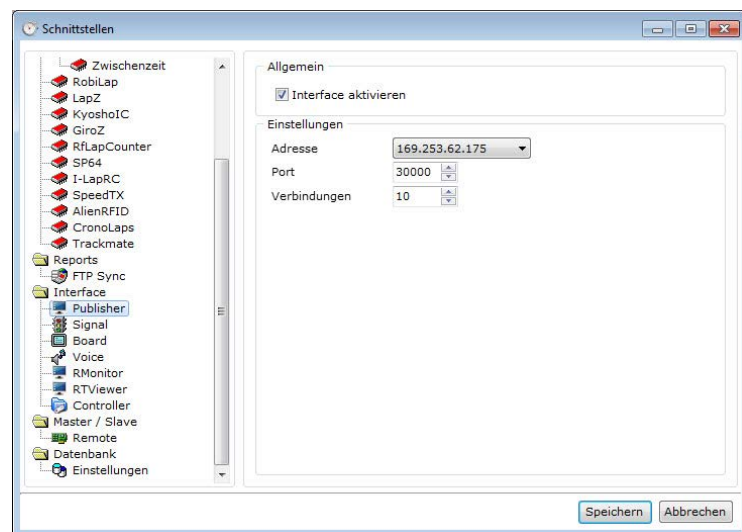 Schnittstellen
Zwischenzeit
RobiLap
LapZ
KyoshoIC
GiroZ
RfLapCounter
SP64
I-LapRC
SpeedTX
AlienRFID
CronoLaps
Trackmate
Reports
FTP Sync
Interface
Publisher
Signal
Board
Voice
RMonitor
RTViewer
Controller
Master / Slave
Remote
Datenbank
Einstellungen
Allgemein
Interface aktivieren
Einstellungen
Adresse 169.253.62.175
Port 30000
Verbindungen 10
Speichern Abbrechen